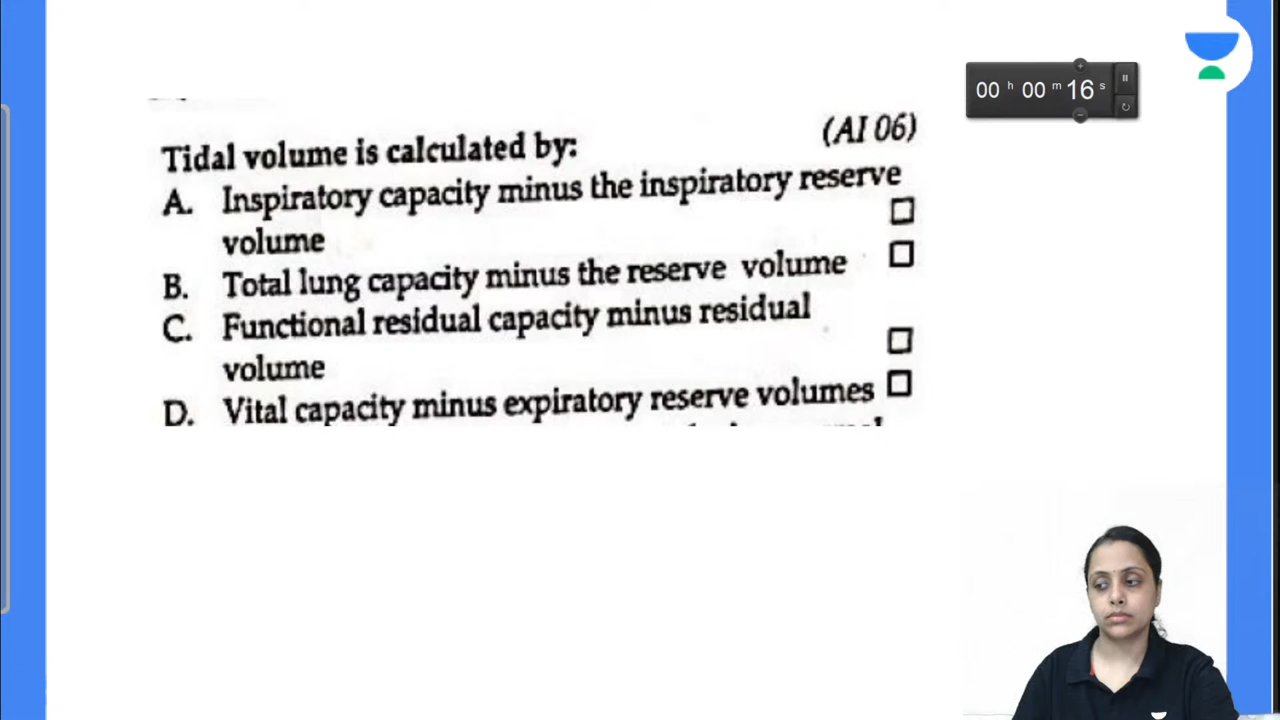 00 h 00 m 16 s
(AI 06)
Tidal volume is calculated by:
A. Inspiratory capacity minus the inspiratory reserve
volume
B. Total lung capacity minus the reserve volume
C. Functional residual capacity minus residual
volume
D. Vital capacity minus expiratory reserve volumes